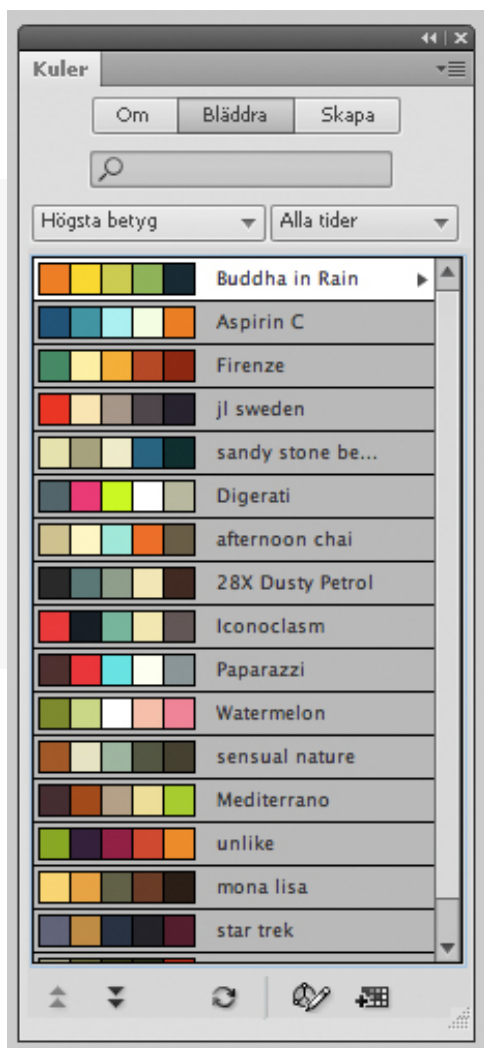 Kuler
Om Bläddra Skapa
Högsta betyg Alla tider
Buddha in Rain
Aspirin C
Firenze
jl sweden
sandy stone be...
Digerati
afternoon chai
28X Dusty Petrol
Iconoclasm
Paparazzi
Watermelon
sensual nature
Mediterrano
unlike
mona lisa
star trek